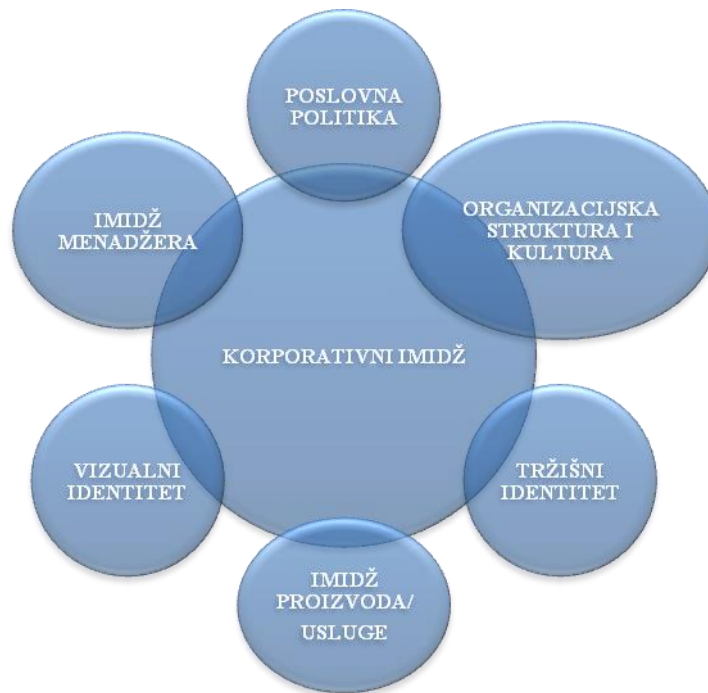 POSLOVNA
POLITIKA
ORGANIZACIJSKA
STRUKTURA I
KULTURA
IMIDŽ
MENADŽERA
KORPORATIVNI IMIDŽ
VIZUALNI
IDENTITET
TRŽIŠNI
IDENTITET
IMIDŽ
PROIZVODA/
USLUGE